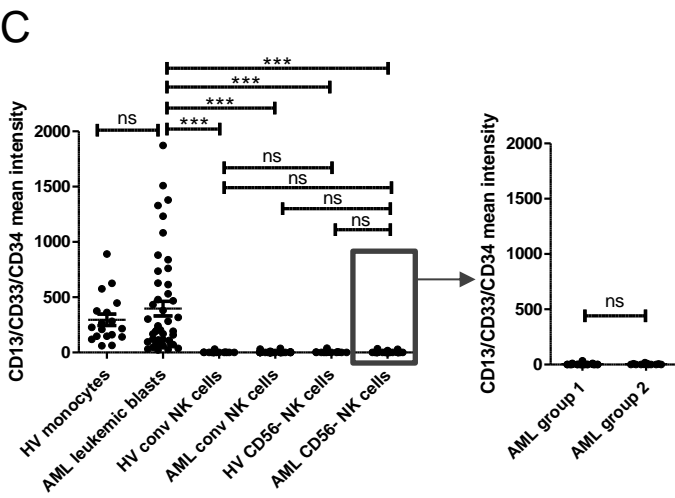 C
***
***
***
ns
***
ns
ns
ns
ns
CD13/CD33/CD34 mean intensity
2000
1500
1000
500
0
HV monocytes
AML leukemic blasts
HV conv NK cells
AML conv NK cells
HV CD56- NK cells
AML CD56- NK cells
CD13/CD33/CD34 mean intensity
2000
1500
1000
500
0
ns
AML group 1
AML group 2